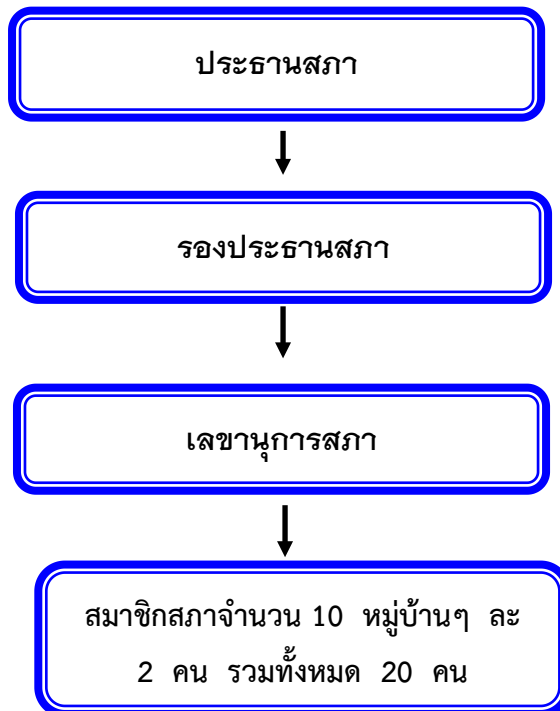 ประธานสภา
รองประธานสภา
เลขานุการสภา
สมาชิกสภาจำนวน 10 หมู่บ้านๆ ละ
2 คน รวมทั้งหมด 20 คน